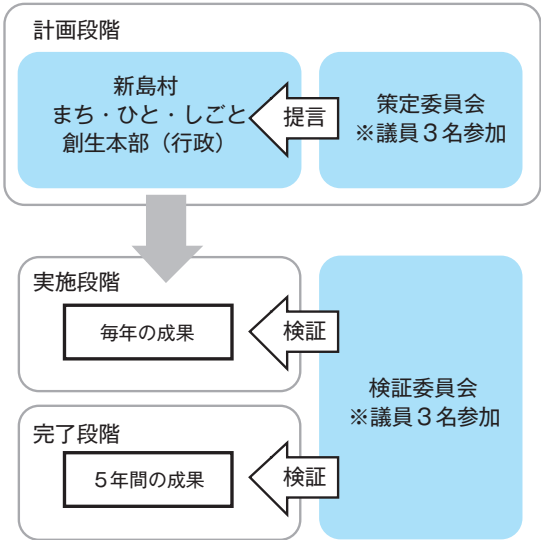 計画段階
新島村
まち・ひと・しごと
創生本部（行政）
提言
策定委員会
※議員３名参加
実施段階
毎年の成果
検証
検証委員会
※議員３名参加
完了段階
５年間の成果
検証